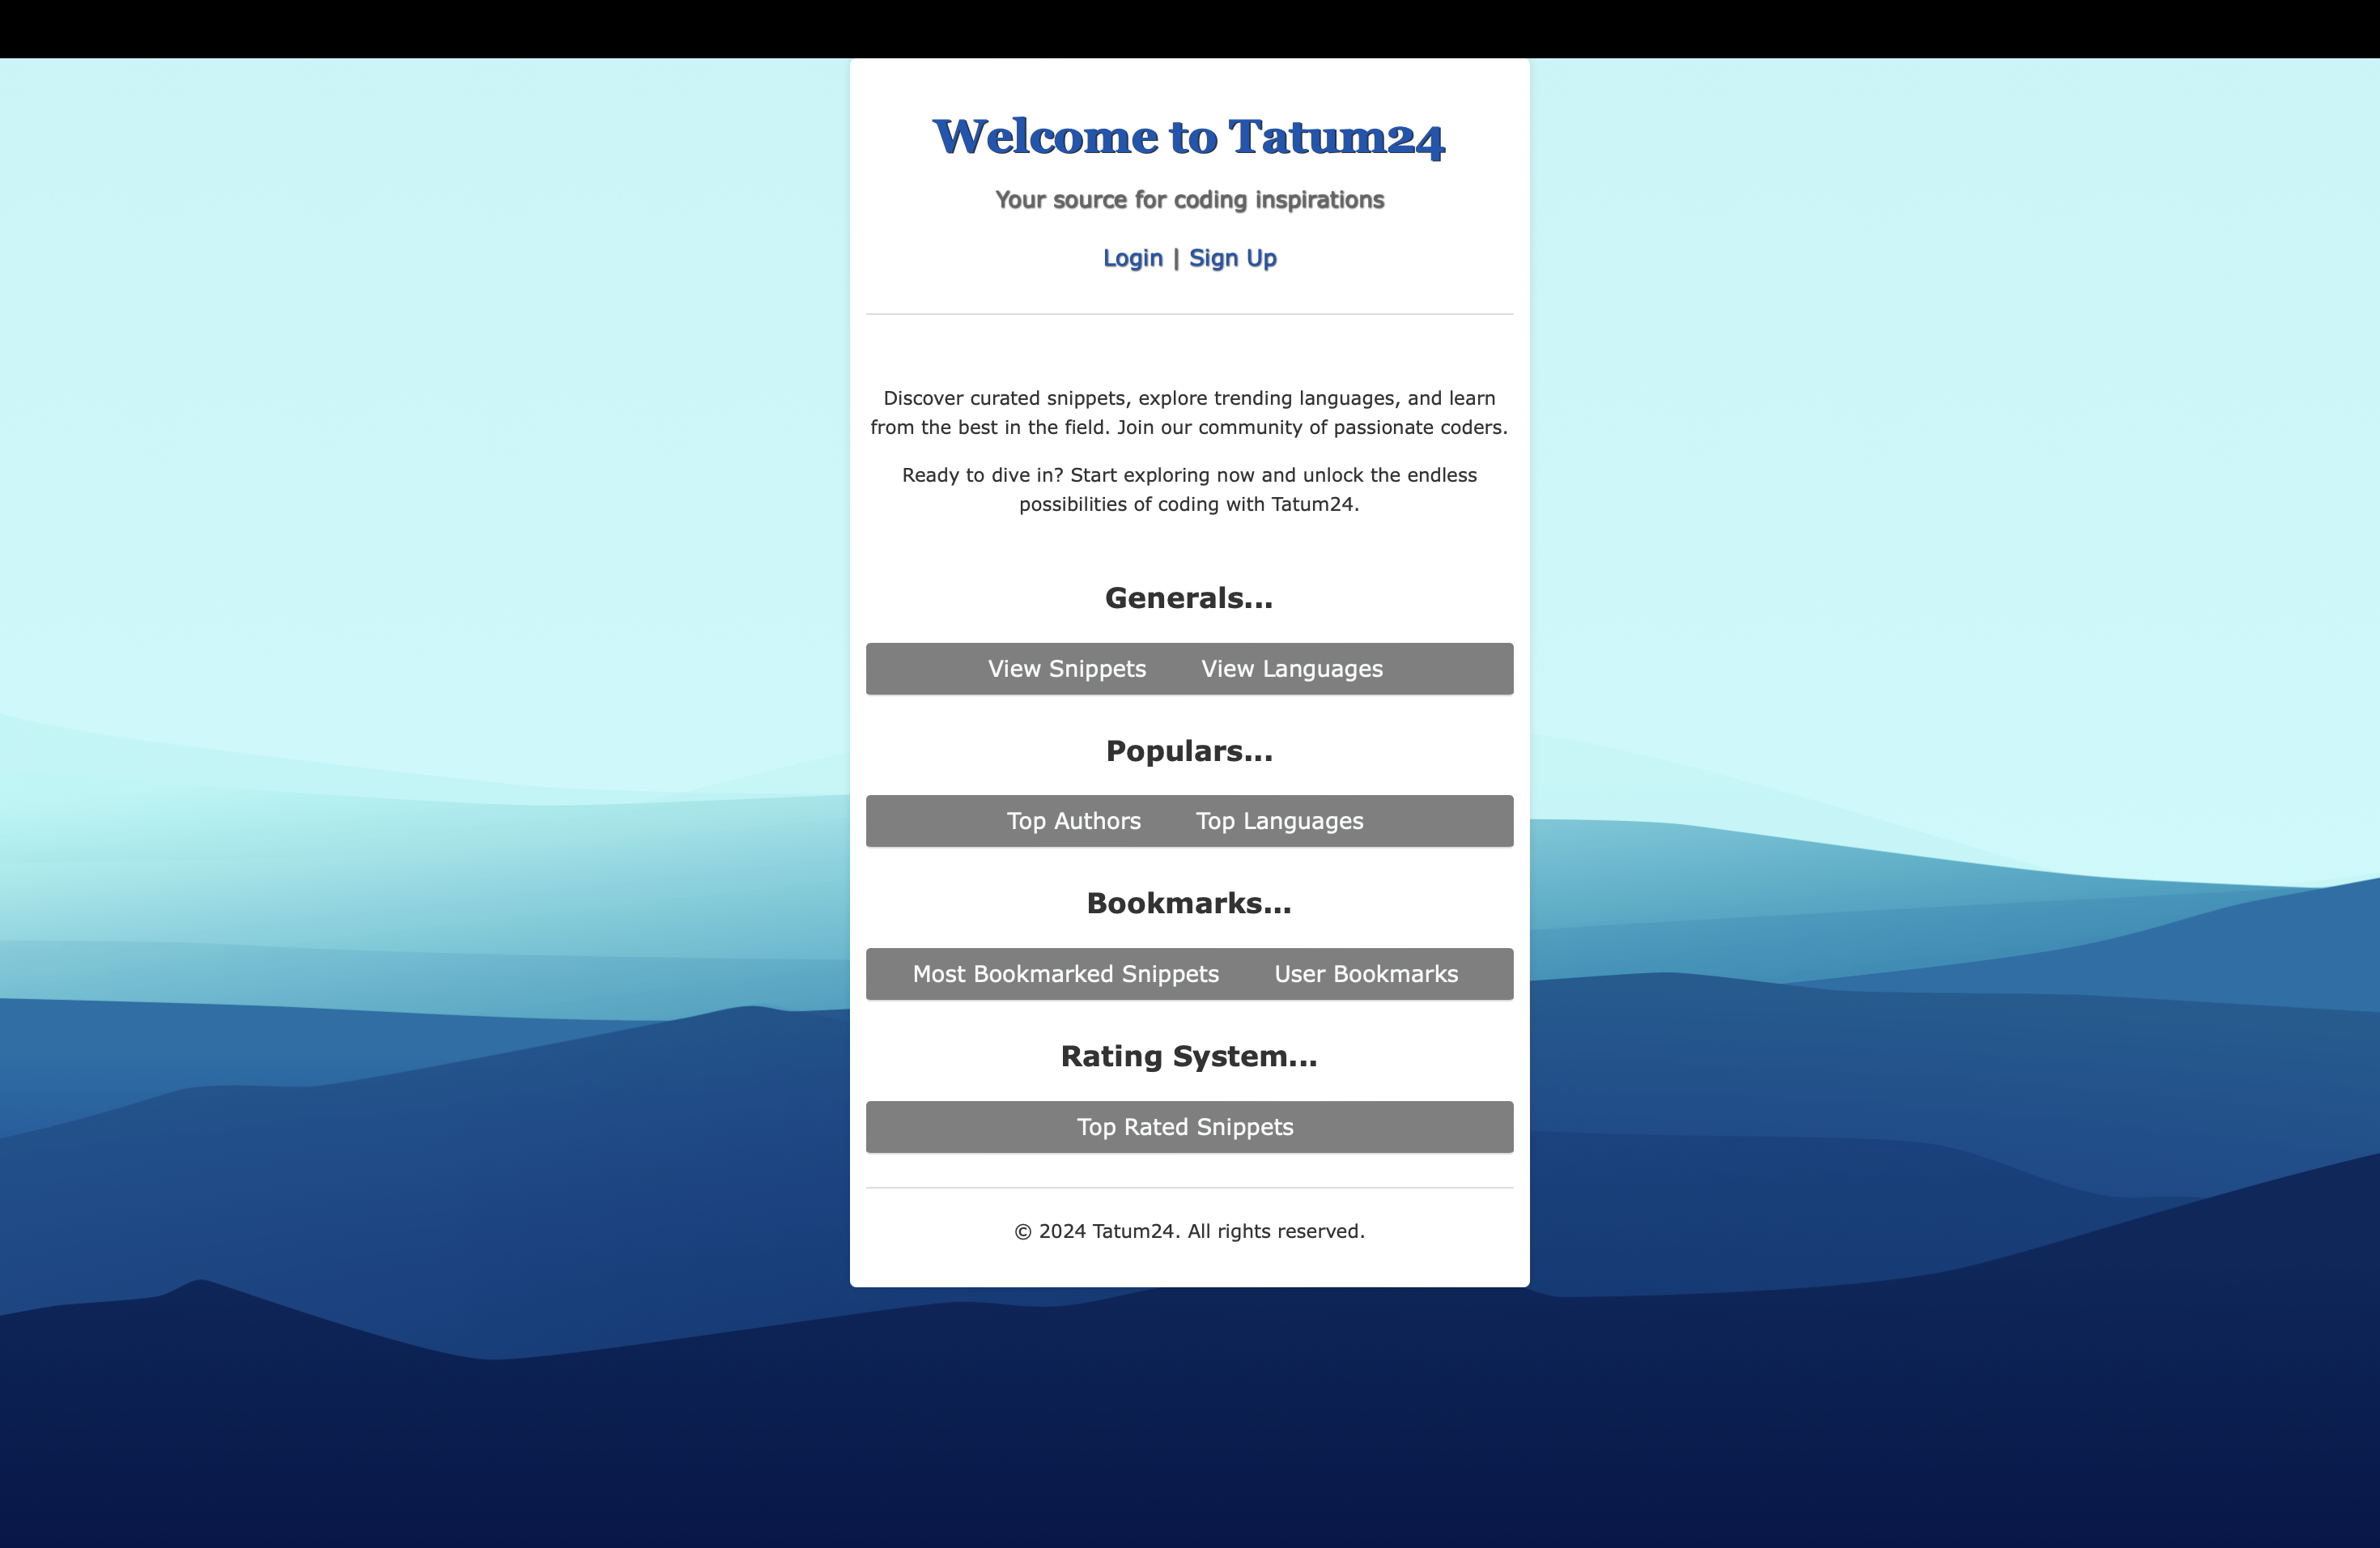 Welcome to Tatum24
Your source for coding inspirations
Login | Sign Up
Discover curated snippets, explore trending languages, and learn
from the best in the field. Join our community of passionate coders.
Ready to dive in? Start exploring now and unlock the endless
possibilities of coding with Tatum24.
Generals...
View Snippets View Languages
Populars...
Top Authors Top Languages
Bookmarks...
Most Bookmarked Snippets User Bookmarks
Rating System...
Top Rated Snippets
© 2024 Tatum24. All rights reserved.